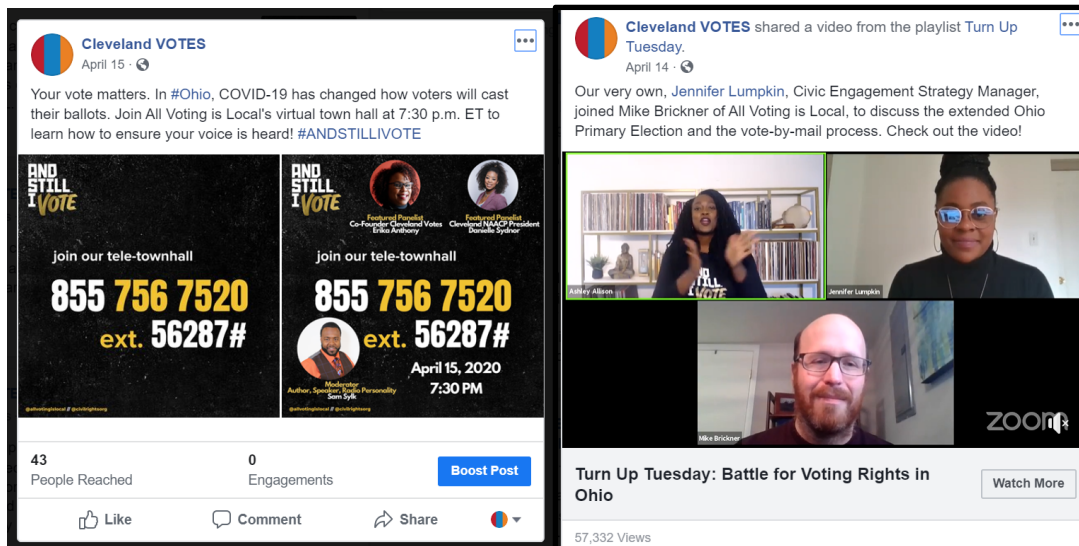 Cleveland VOTES
April 15 ·
Your vote matters. In #Ohio, COVID-19 has changed how voters will cast
their ballots. Join All Voting is Local's virtual town hall at 7:30 p.m. ET to
learn how to ensure your voice is heard! #ANDSTILLIVOTE
AND
STILL
I VOTE
join our tele-townhall
855 756 7520
ext. 56287#
@allvotingislocal // @civilrightsorg
AND
STILL
I VOTE
Featured Panelist
Co-Founder Cleveland Votes
Erika Anthony
Featured Panelist
Cleveland NAACP President
Danielle Sydnor
join our tele-townhall
855 756 7520
ext. 56287#
April 15, 2020
7:30 PM
Moderator
Author, Speaker, Radio Personality
Sam Sylk
@allvotingislocal // @civilrightsorg
43
People Reached
0
Engagements
Boost Post
Like
Comment
Share
Cleveland VOTES shared a video from the playlist Turn Up
Tuesday.
April 14 ·
Our very own, Jennifer Lumpkin, Civic Engagement Strategy Manager,
joined Mike Brickner of All Voting is Local, to discuss the extended Ohio
Primary Election and the vote-by-mail process. Check out the video!
AND
STILL
I VOTE
Ashley Allison
Jennifer Lumpkin
Mike Brickner
zoom
Turn Up Tuesday: Battle for Voting Rights in
Ohio
Watch More
57,332 Views